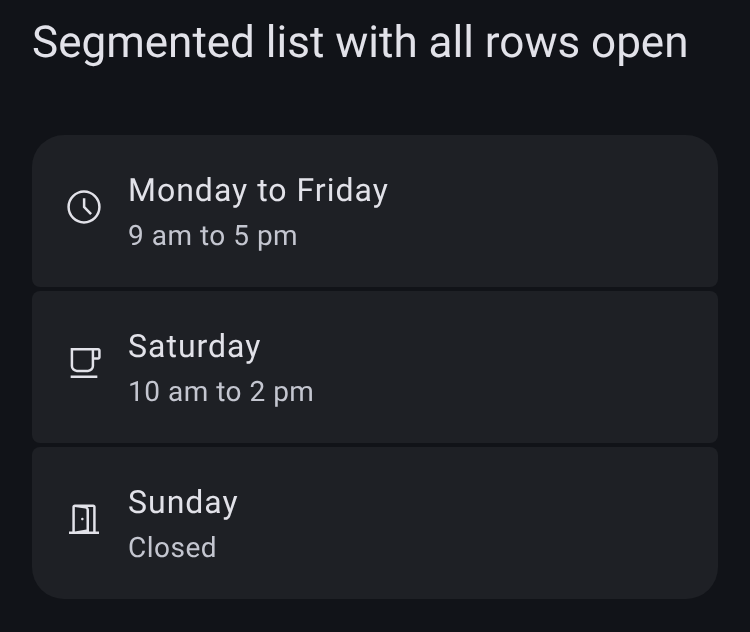 Segmented list with all rows open
Monday to Friday
9 am to 5 pm
Saturday
10 am to 2 pm
Sunday
Closed